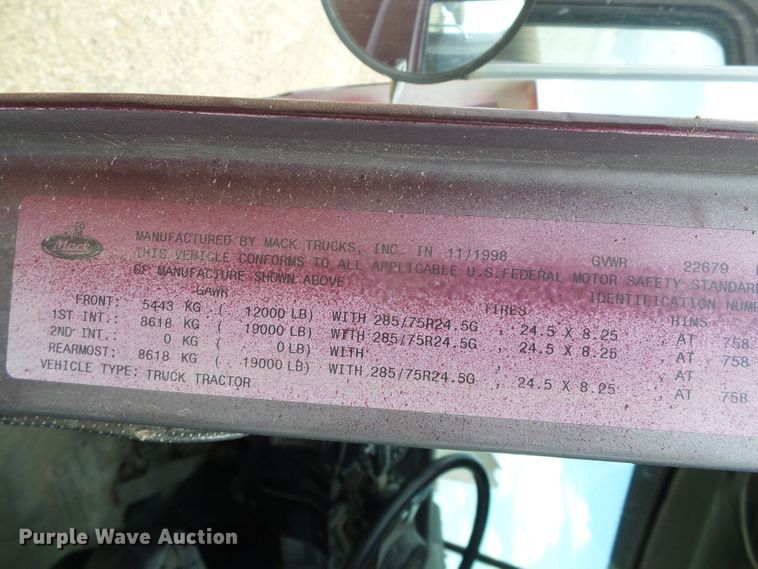 Mack
MANUFACTURED BY MACK TRUCKS, INC. IN 11/1998 GVWR 22679
THIS VEHICLE CONFORMS TO ALL APPLICABLE U.S.FEDERAL MOTOR SAFETY STANDARD
OF MANUFACTURE SHOWN ABOVE IDENTIFICATION NUM
GAWR TIRES RIMS
FRONT: 5443 KG ( 12000 LB) WITH 285/75R24.5G , 24.5 X 8.25 , AT 758
1ST INT.: 8618 KG ( 19000 LB) WITH 285/75R24.5G , 24.5 X 8.25 , AT 758
2ND INT.: 0 KG ( 0 LB) WITH , , AT
REARMOST: 8618 KG ( 19000 LB) WITH 285/75R24.5G , 24.5 X 8.25 , AT 758
VEHICLE TYPE: TRUCK TRACTOR
Purple Wave Auction